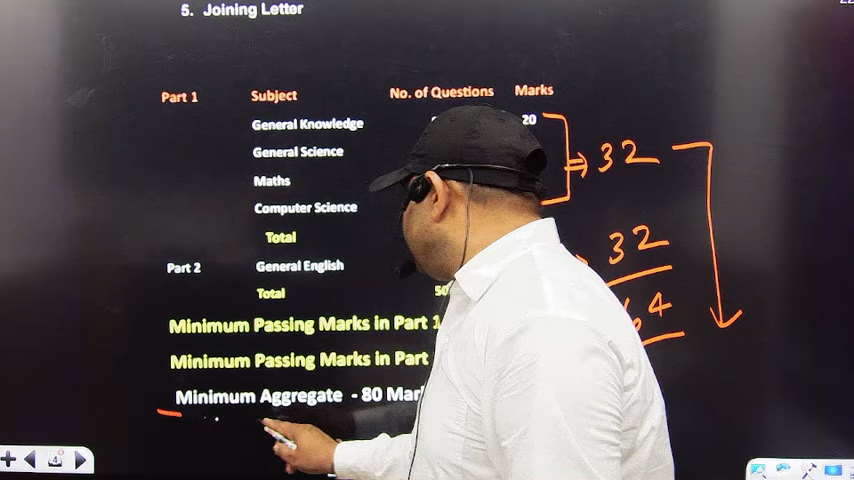 5. Joining Letter
Part 1 Subject No. of Questions Marks
General Knowledge 20
General Science
Maths
Computer Science
Total
Part 2 General English
Total 50
Minimum Passing Marks in Part 1
Minimum Passing Marks in Part
Minimum Aggregate - 80
⇒ 32
32
64
4